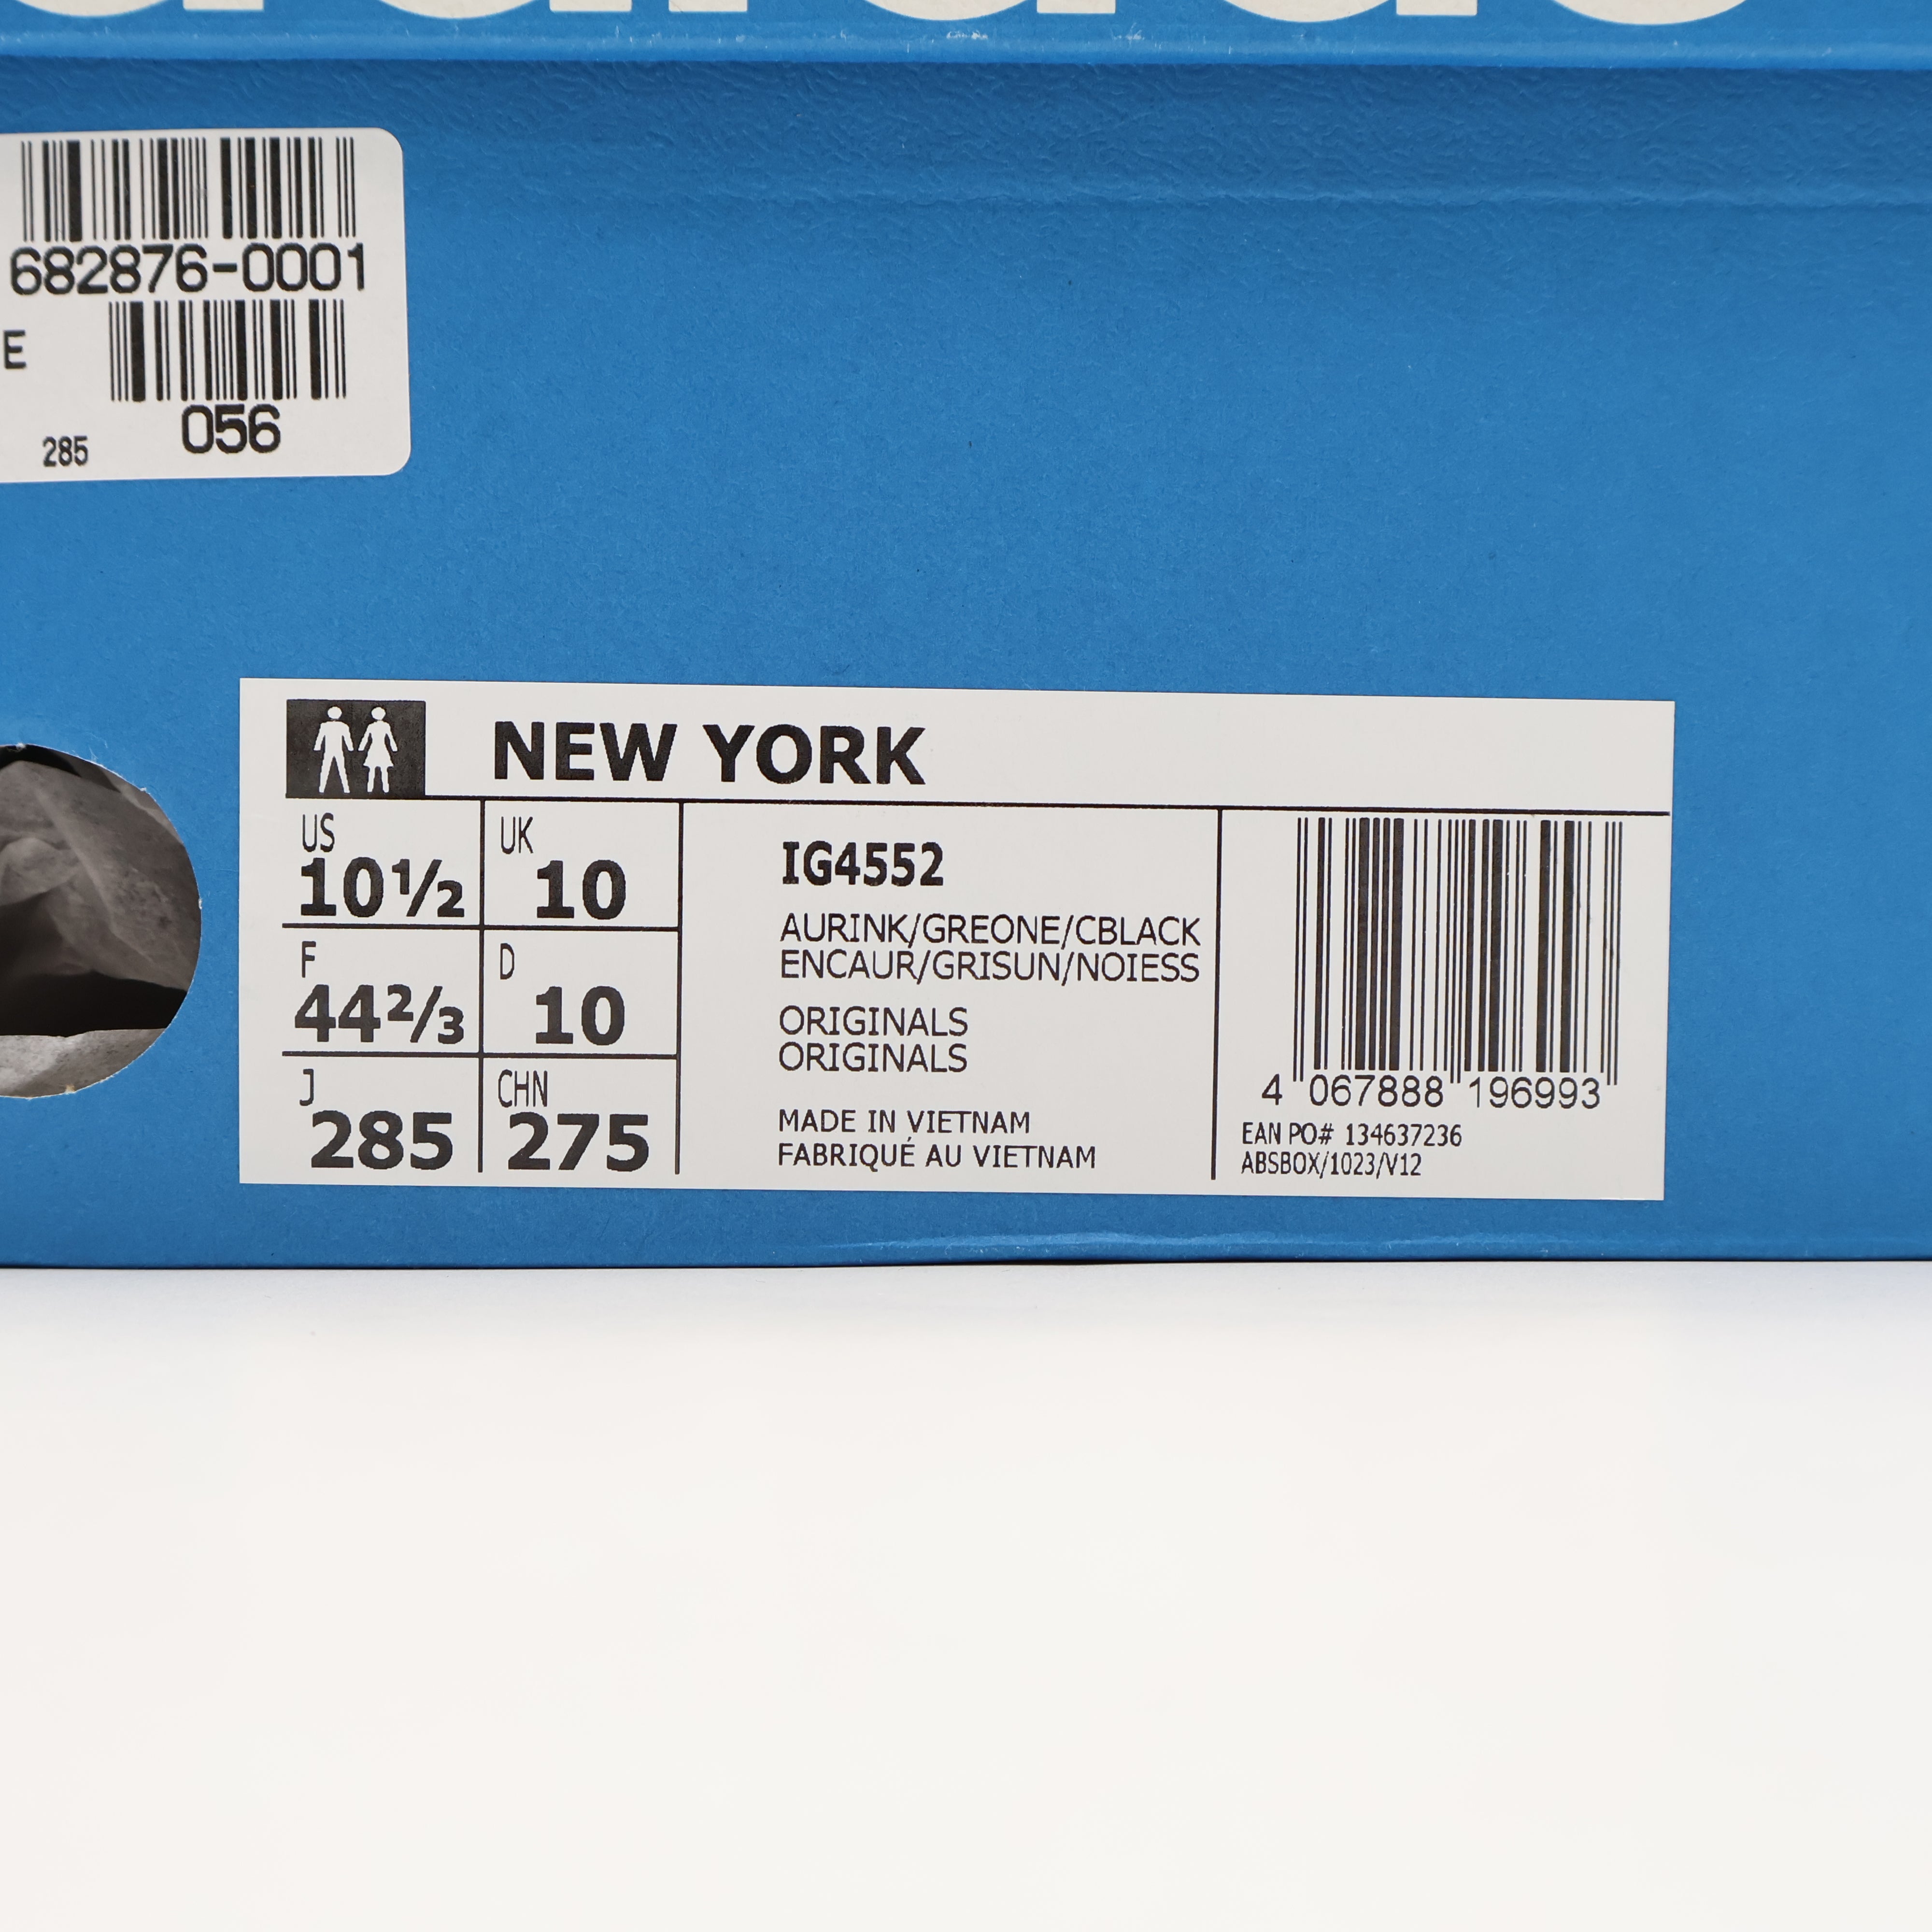 682876-0001
E
056
285
NEW YORK
US
10½
UK
10
F
44⅔
D
10
J
285
CHN
275
IG4552
AURINK/GREONE/CBLACK
ENCAUR/GRISUN/NOIESS
ORIGINALS
ORIGINALS
MADE IN VIETNAM
FABRIQUÉ AU VIETNAM
4 067888 196993
EAN PO# 134637236
ABSBOX/1023/V12